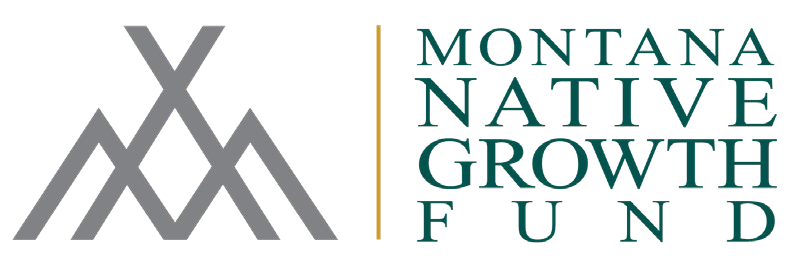 MONTANA
NATIVE
GROWTH
FUND